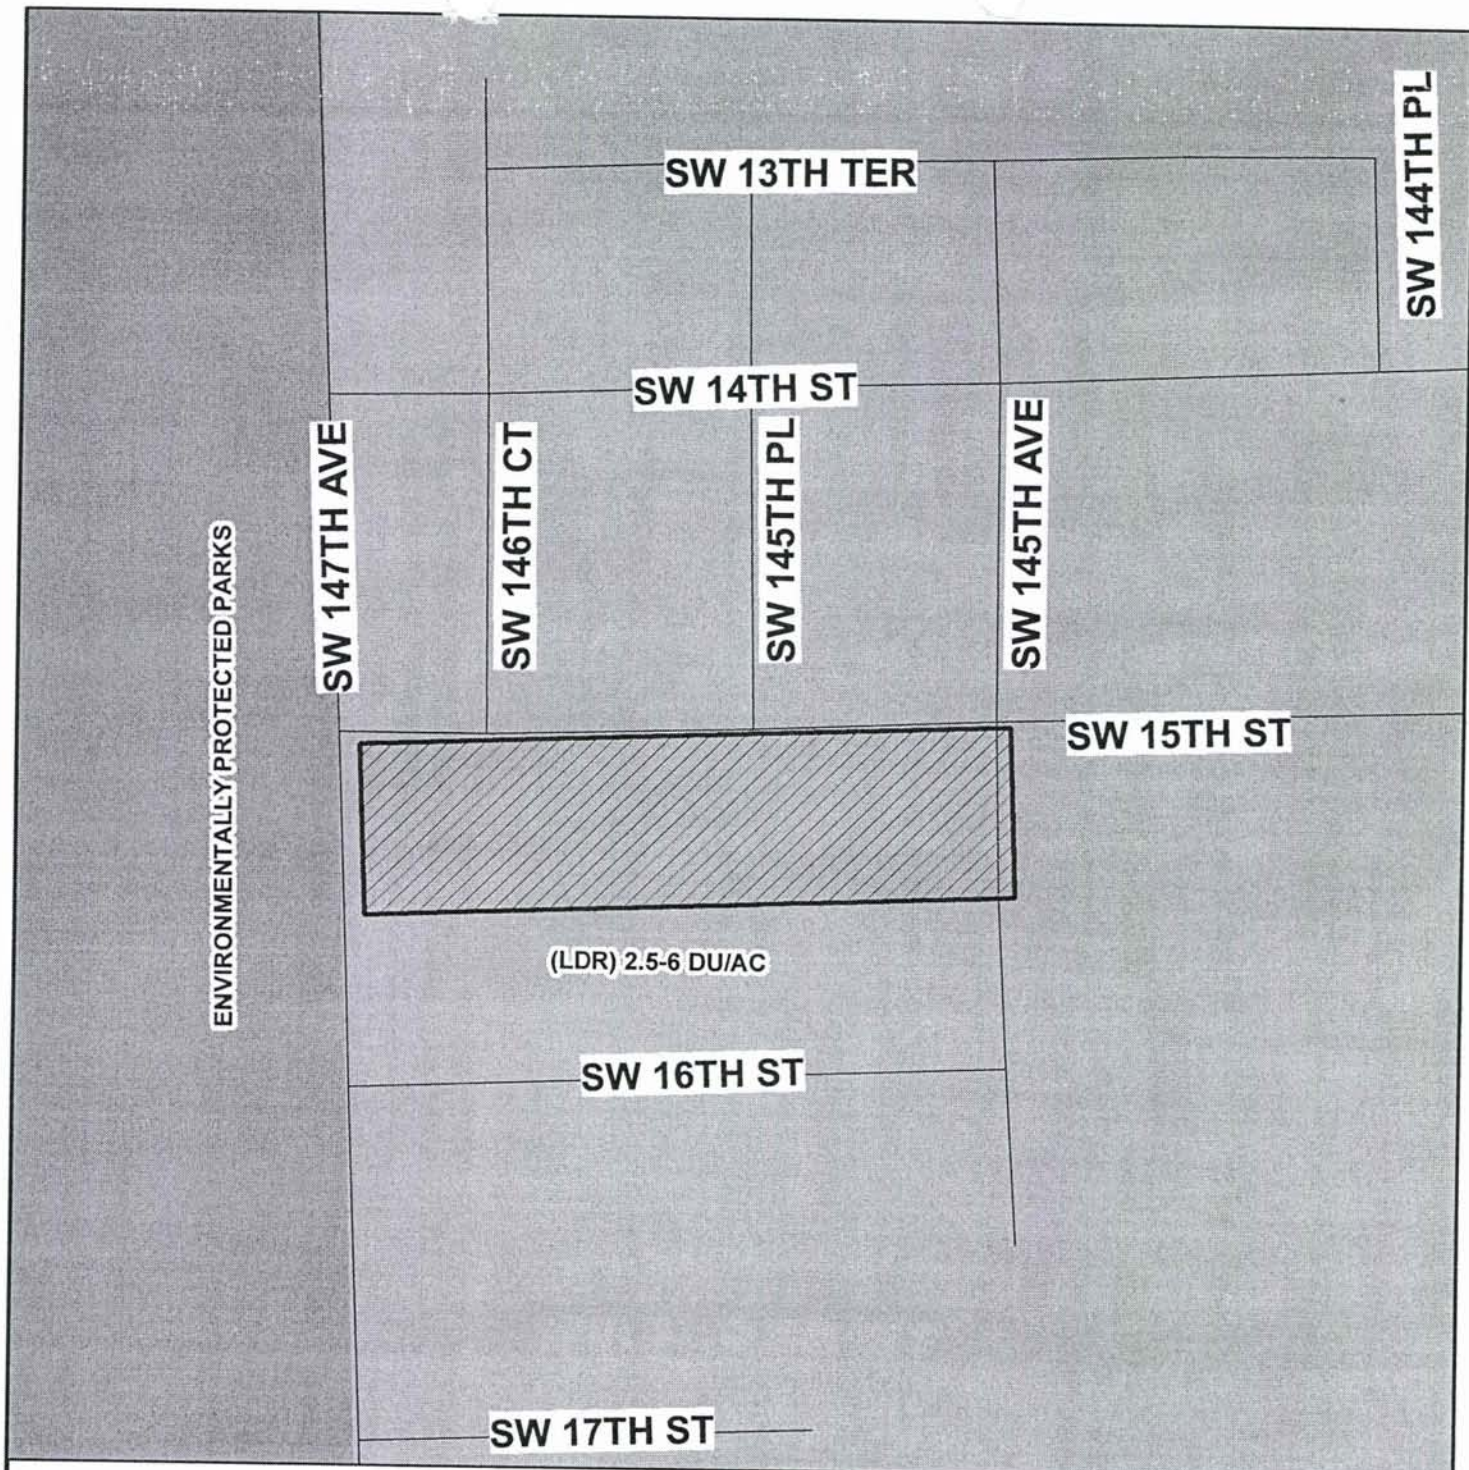 SW 144TH PL
SW 13TH TER
SW 14TH ST
SW 147TH AVE
SW 146TH CT
SW 145TH PL
SW 145TH AVE
ENVIRONMENTALLY PROTECTED PARKS
SW 15TH ST
(LDR) 2.5-6 DU/AC
SW 16TH ST
SW 17TH ST